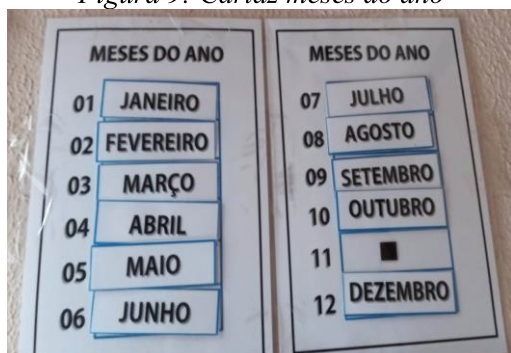 Figura 9: Cartaz meses do ano
MESES DO ANO
01 JANEIRO
02 FEVEREIRO
03 MARÇO
04 ABRIL
05 MAIO
06 JUNHO
MESES DO ANO
07 JULHO
08 AGOSTO
09 SETEMBRO
10 OUTUBRO
11 ■
12 DEZEMBRO